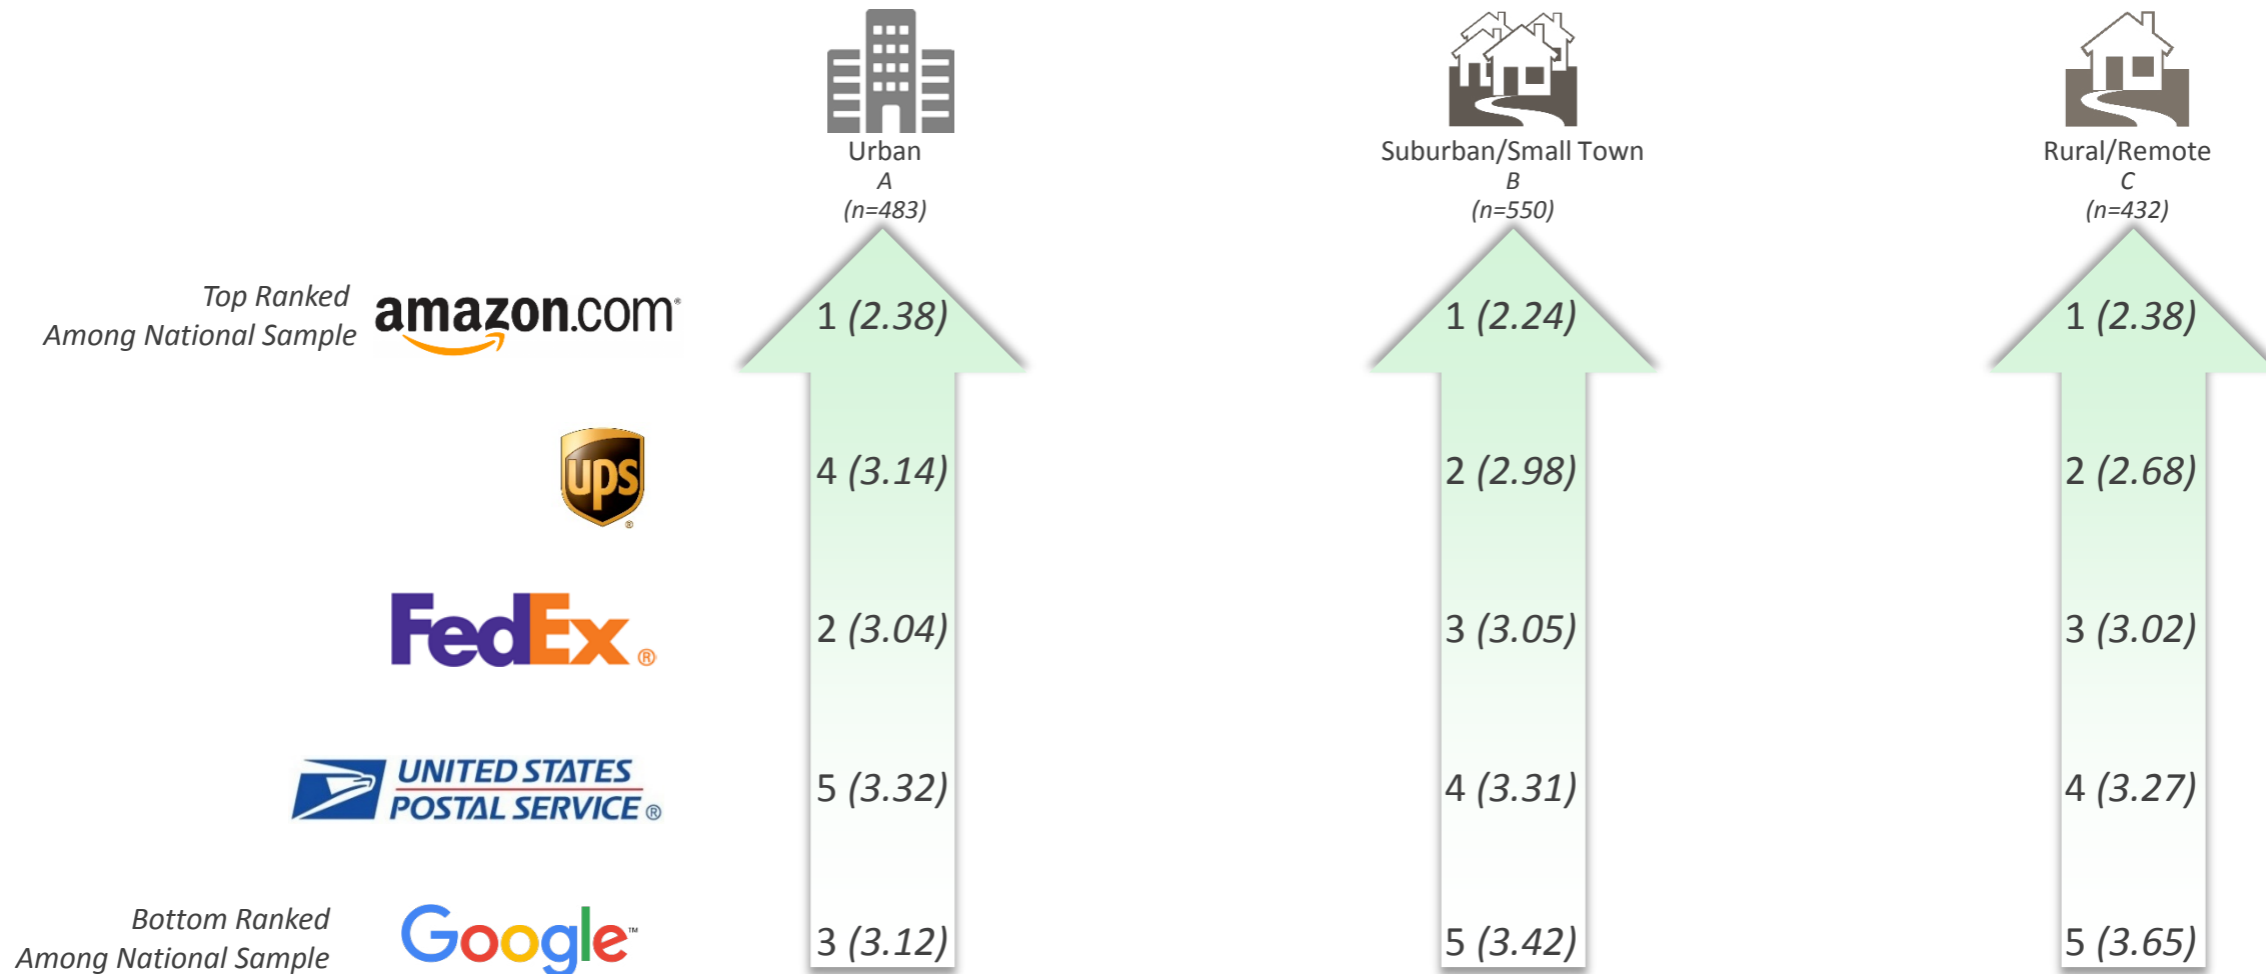 Urban
A
(n=483)
Suburban/Small Town
B
(n=550)
Rural/Remote
C
(n=432)
Top Ranked
Among National Sample
amazon.com®
1 (2.38)
1 (2.24)
1 (2.38)
ups®
4 (3.14)
2 (2.98)
2 (2.68)
FedEx®
2 (3.04)
3 (3.05)
3 (3.02)
UNITED STATES
POSTAL SERVICE®
5 (3.32)
4 (3.31)
4 (3.27)
Bottom Ranked
Among National Sample
Google™
3 (3.12)
5 (3.42)
5 (3.65)